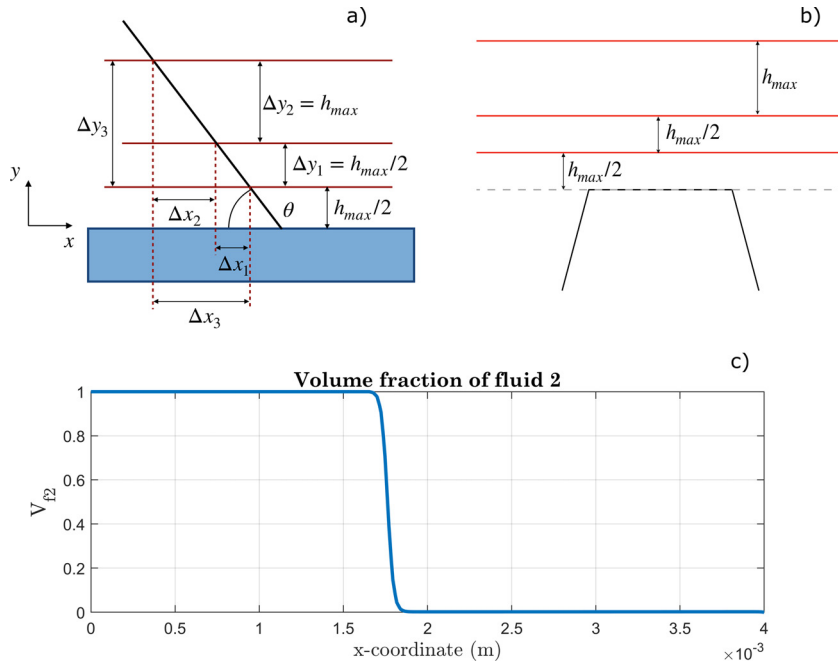 a)
Δy₂ = hₘₐₓ
Δy₃
Δy₁ = hₘₐₓ/2
y
θ
hₘₐₓ/2
x
Δx₂
Δx₁
Δx₃
b)
hₘₐₓ
hₘₐₓ/2
hₘₐₓ/2
c)
Volume fraction of fluid 2
1
0.8
0.6
0.4
0.2
0
V_f2
0 0.5 1 1.5 2 2.5 3 3.5 4
×10⁻³
x-coordinate (m)